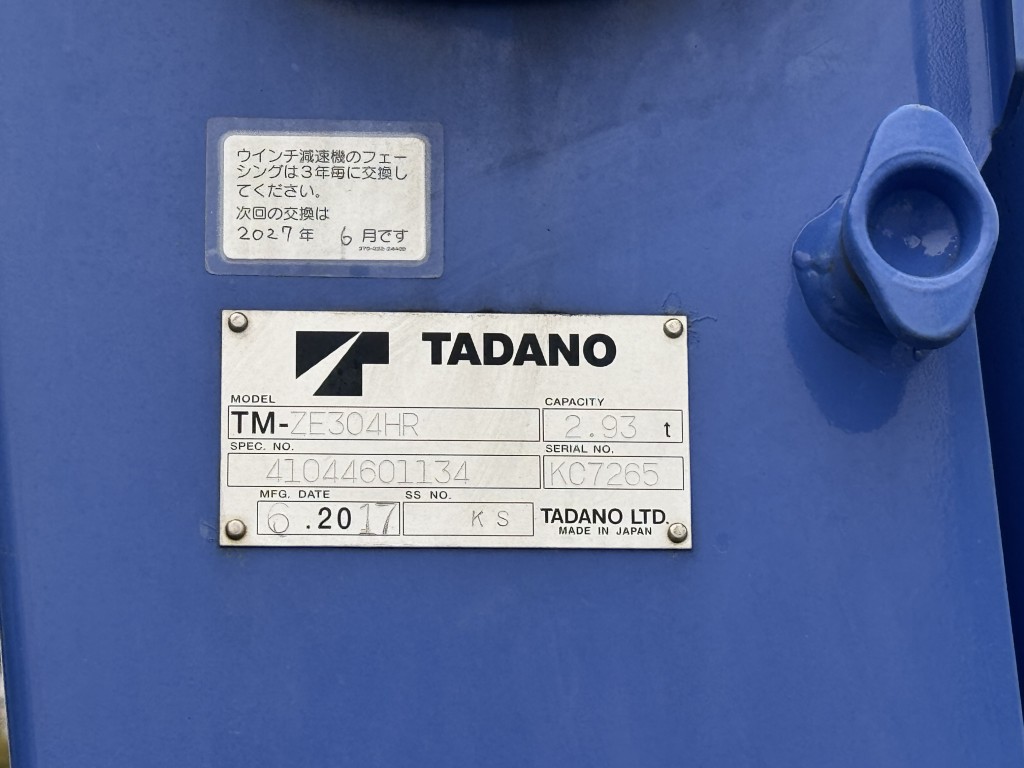 ウインチ減速機のフェー
シングは３年毎に交換し
てください。
次回の交換は
2027年 6月です
TADANO
MODEL
TM-ZE304HR
CAPACITY
2.93 t
SPEC. NO.
41044601134
SERIAL NO.
KC7265
MFG. DATE
6.2017
SS NO.
KS
TADANO LTD.
MADE IN JAPAN